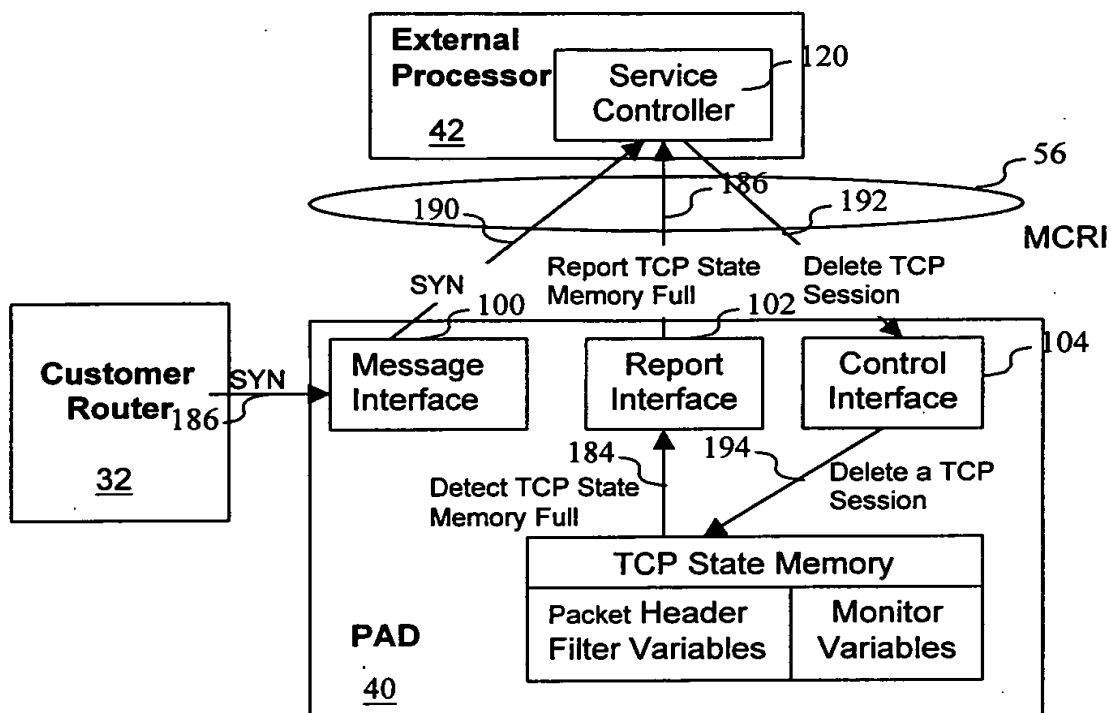 External
Processor
42
Service
Controller
120
56
190
186
192
MCRI
SYN
Report TCP State
Memory Full
Delete TCP
Session
100
102
104
Customer
Router
32
SYN
186
Message
Interface
Report
Interface
Control
Interface
184
194
Detect TCP State
Memory Full
Delete a TCP
Session
TCP State Memory
Packet Header
Filter Variables
Monitor
Variables
PAD
40